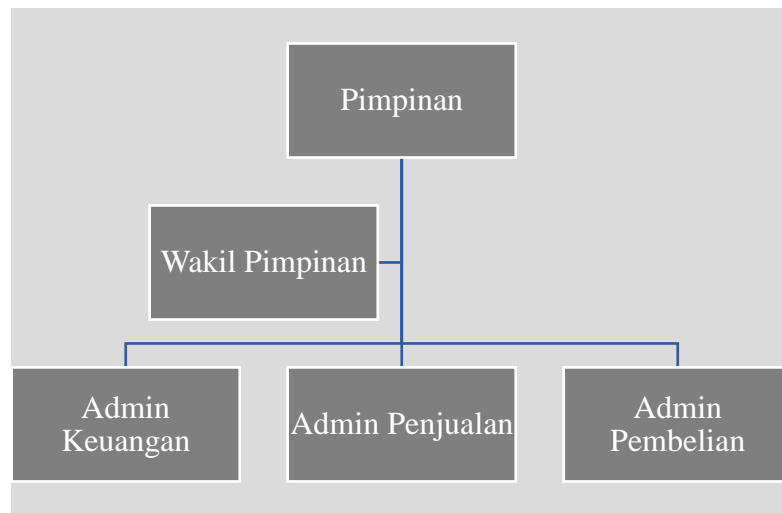 Pimpinan
Wakil Pimpinan
Admin
Keuangan
Admin Penjualan
Admin
Pembelian